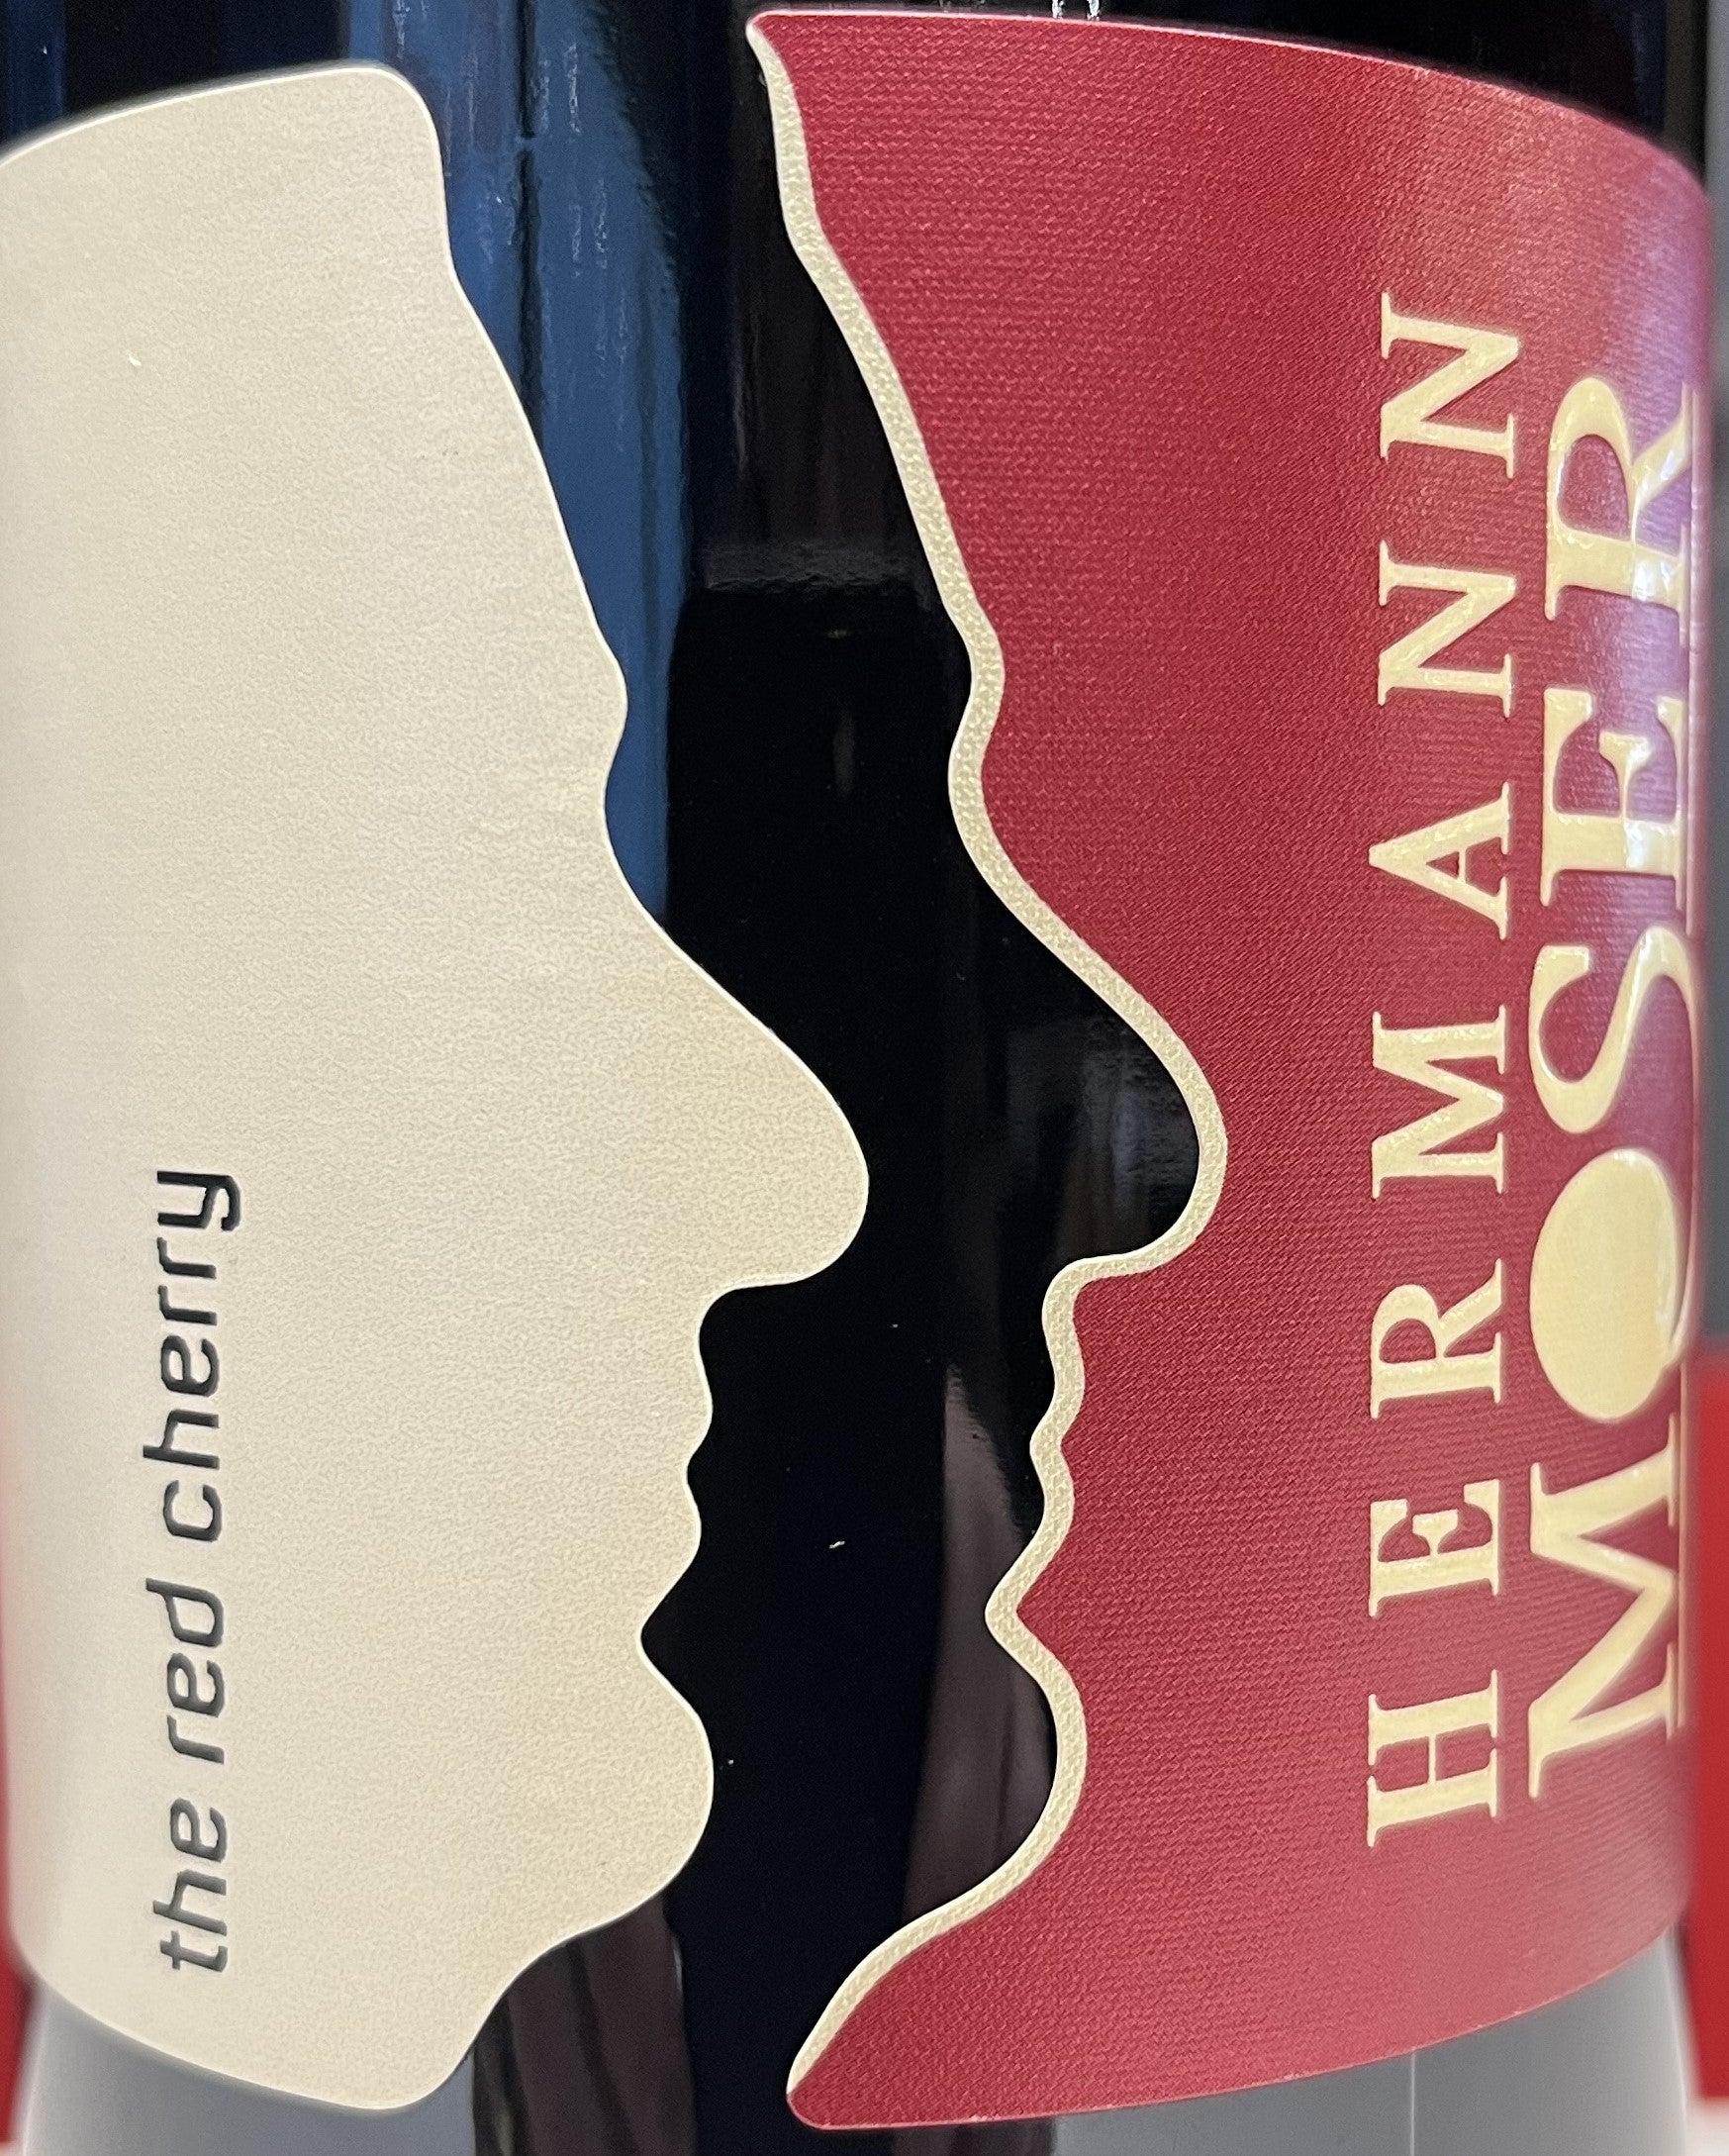 the red cherry
HERMANN
MOSER